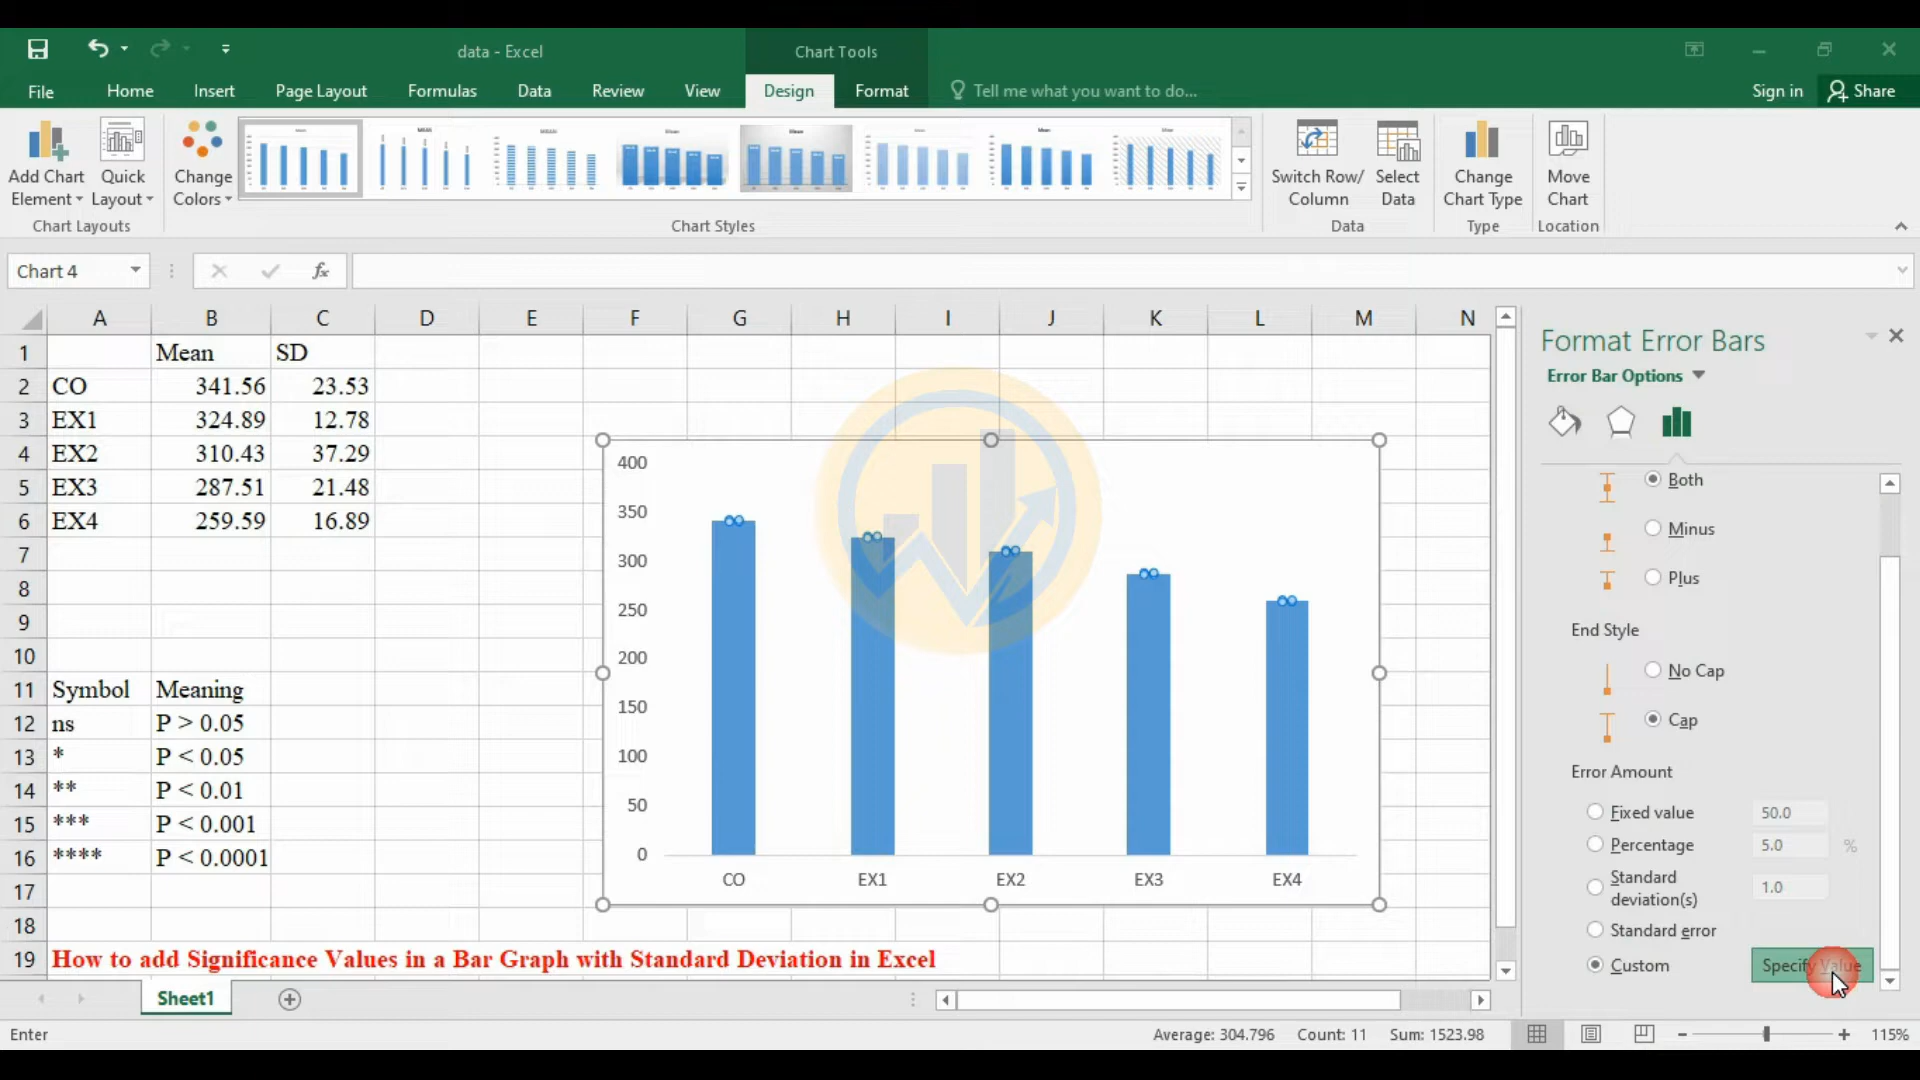 data - Excel
Chart Tools
File
Home
Insert
Page Layout
Formulas
Data
Review
View
Design
Format
Tell me what you want to do...
Sign in
Share
Add Chart
Element
Quick
Layout
Change
Colors
Switch Row/
Column
Select
Data
Change
Chart Type
Move
Chart
Chart Layouts
Chart Styles
Data
Type
Location
Chart 4
fx
A B C D E F G H I J K L M N
1 Mean SD
2 CO 341.56 23.53
3 EX1 324.89 12.78
4 EX2 310.43 37.29
5 EX3 287.51 21.48
6 EX4 259.59 16.89
7
8
9
10
11 Symbol Meaning
12 ns P > 0.05
13 * P < 0.05
14 ** P < 0.01
15 *** P < 0.001
16 **** P < 0.0001
17
18
19 How to add Significance Values in a Bar Graph with Standard Deviation in Excel
400
350
300
250
200
150
100
50
0
CO EX1 EX2 EX3 EX4
Format Error Bars
Error Bar Options
Both
Minus
Plus
End Style
No Cap
Cap
Error Amount
Fixed value 50.0
Percentage 5.0 %
Standard
deviation(s) 1.0
Standard error
Custom Specify Value
Sheet1
Enter
Average: 304.796 Count: 11 Sum: 1523.98
115%